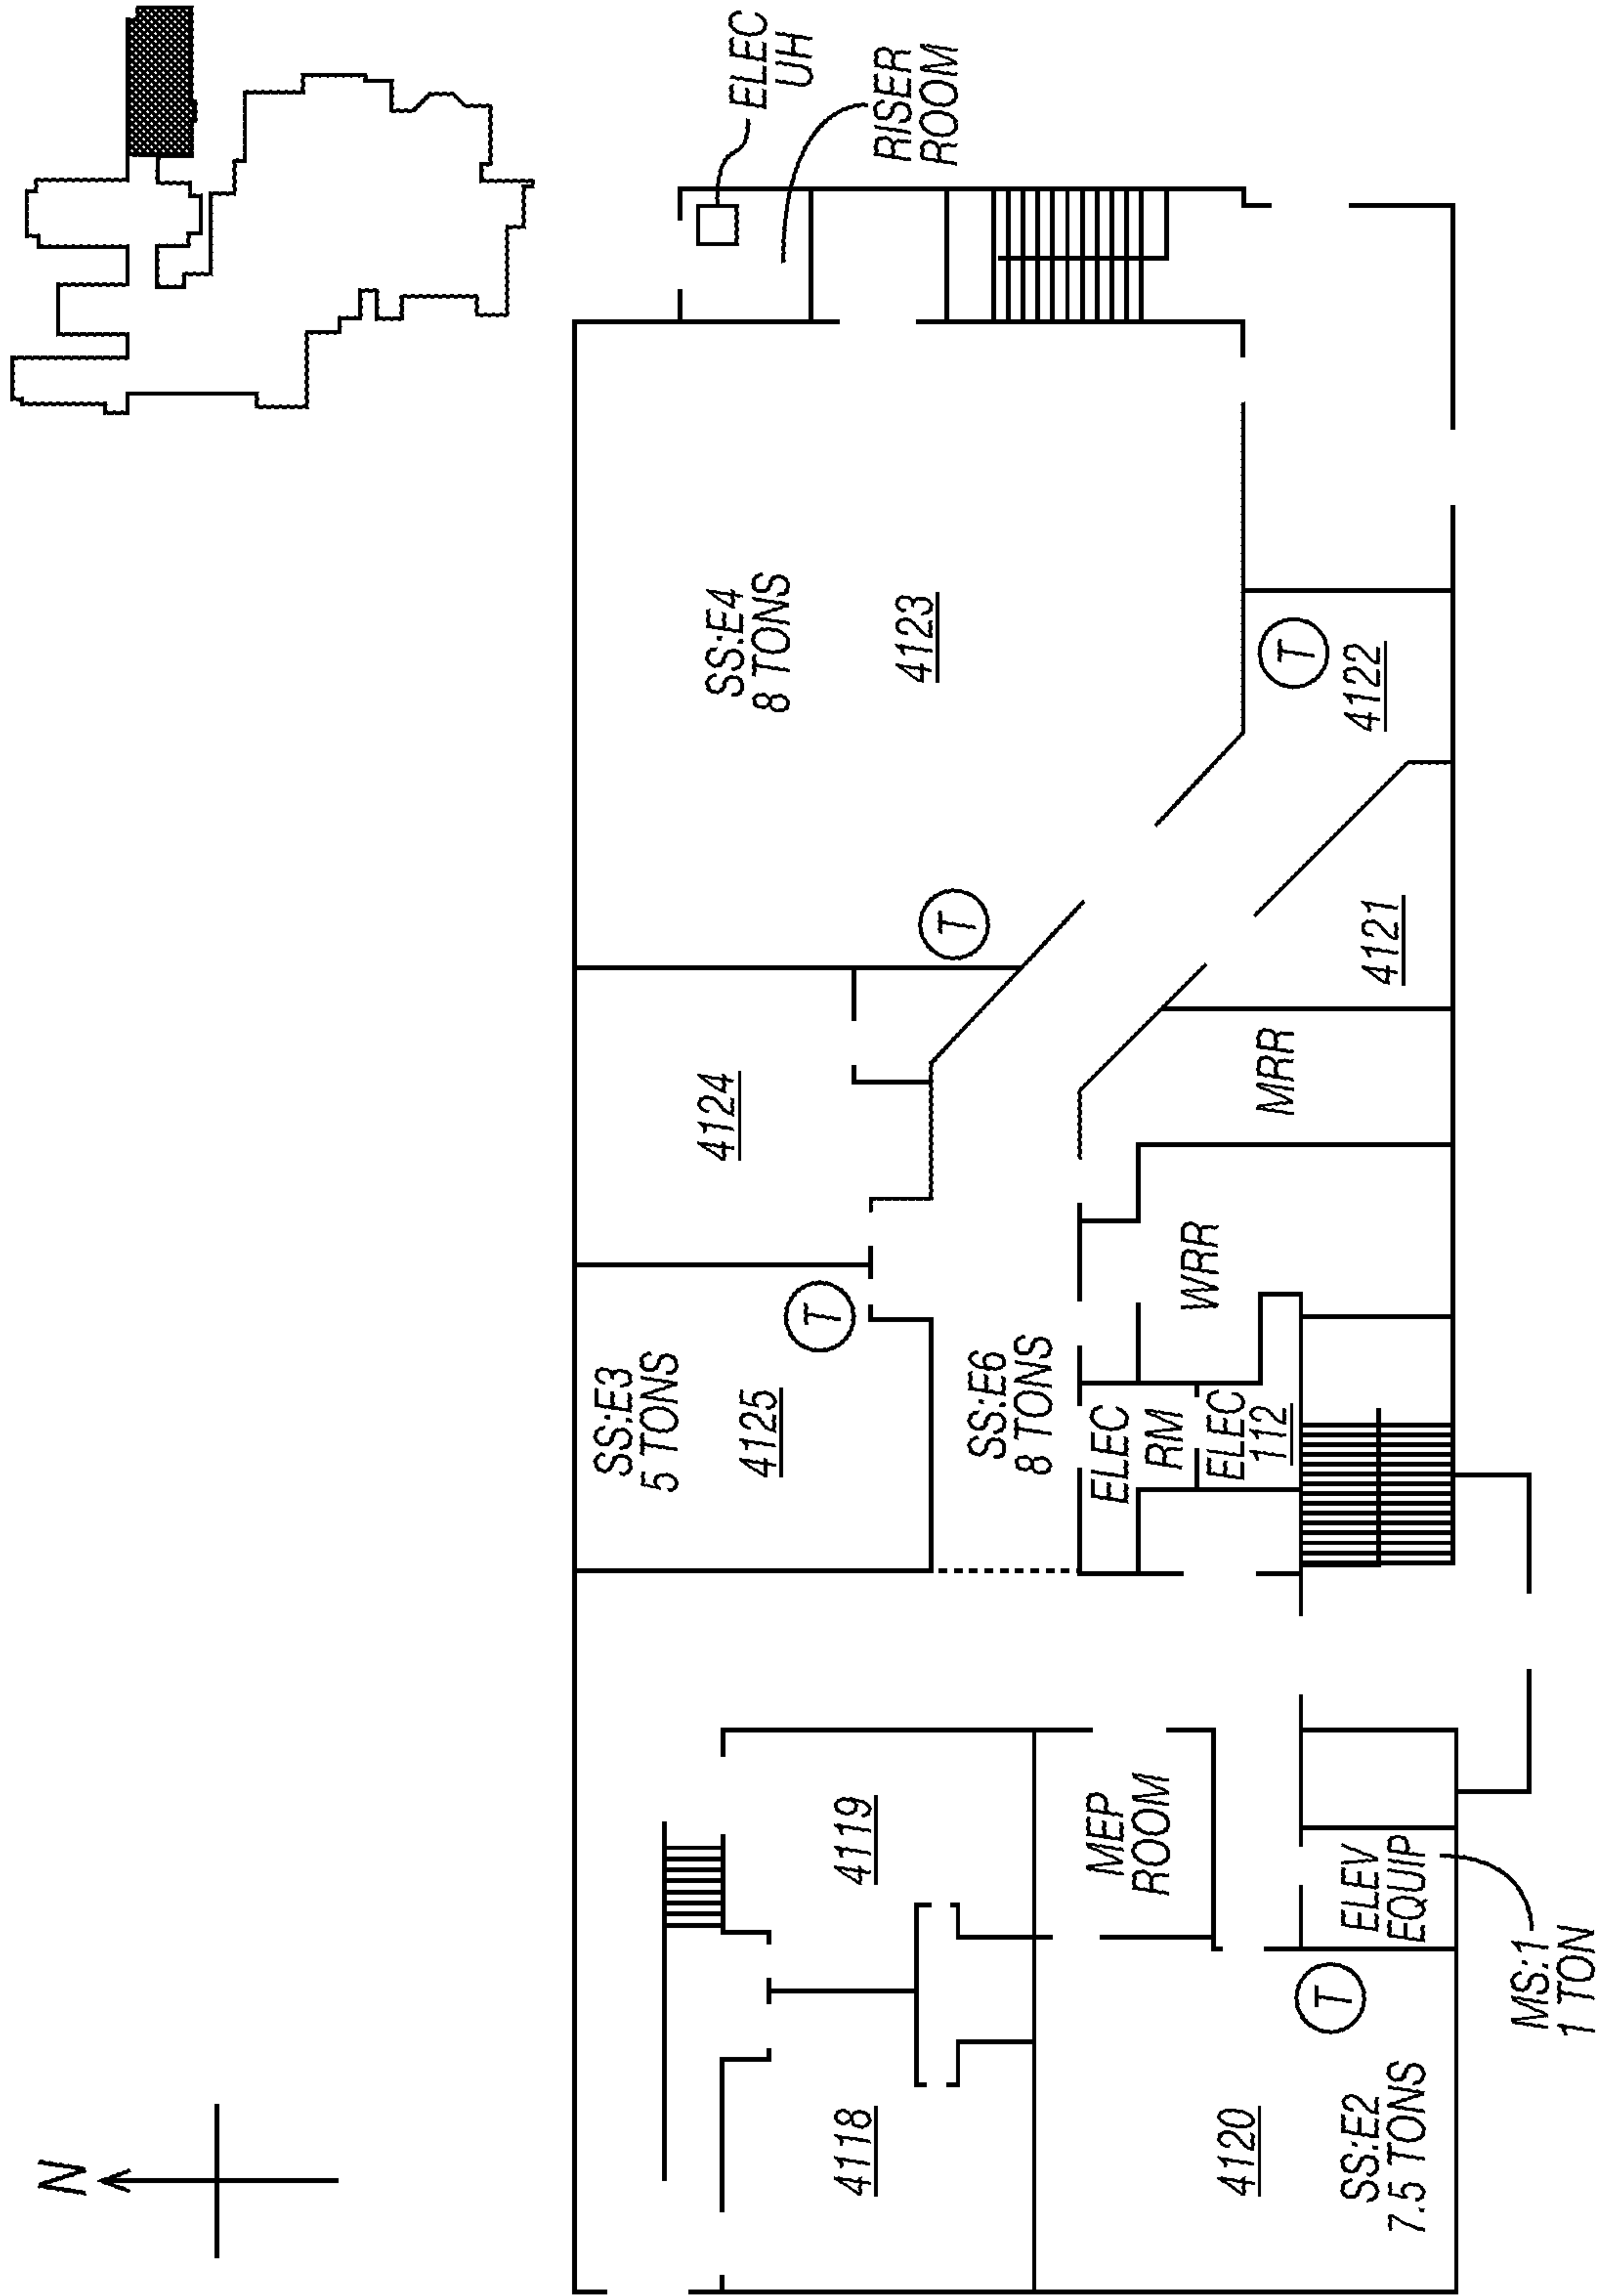 N
ELEC
UH
RISER
ROOM
SS:E4
8 TONS
4123
T
4122
T
4121
4124
MRR
SS:E3
5 TONS
4125
T
WRR
SS:E6
8 TONS
ELEC
RM
ELEC
112
4119
MEP
ROOM
ELEV
EQUIP
MS:1
1 TON
4118
4120
T
SS:E2
7.5 TONS